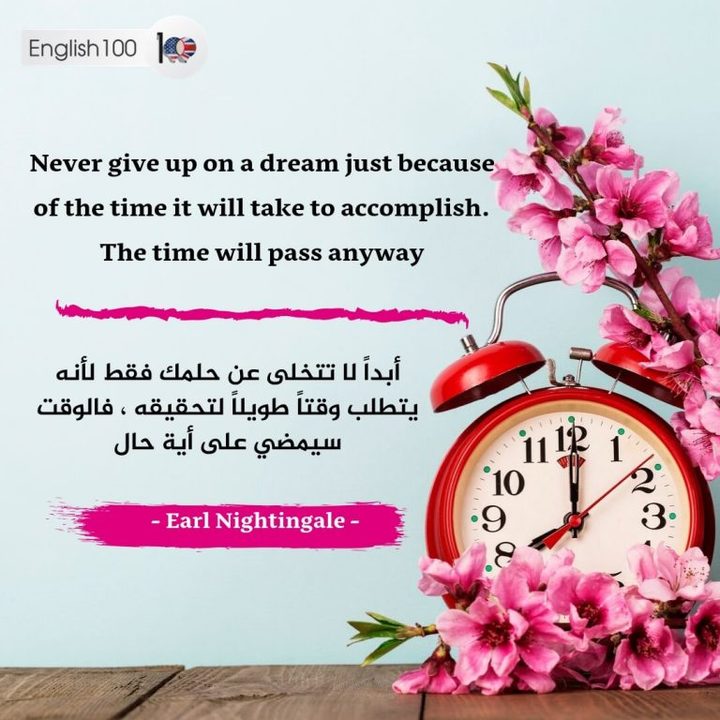 English100
Never give up on a dream just because
of the time it will take to accomplish.
The time will pass anyway
أبداً لا تتخلى عن حلمك فقط لأنه
يتطلب وقتاً طويلاً لتحقيقه ، فالوقت
سيمضي على أية حال
- Earl Nightingale -
11 12 1
10 2
9 3
8